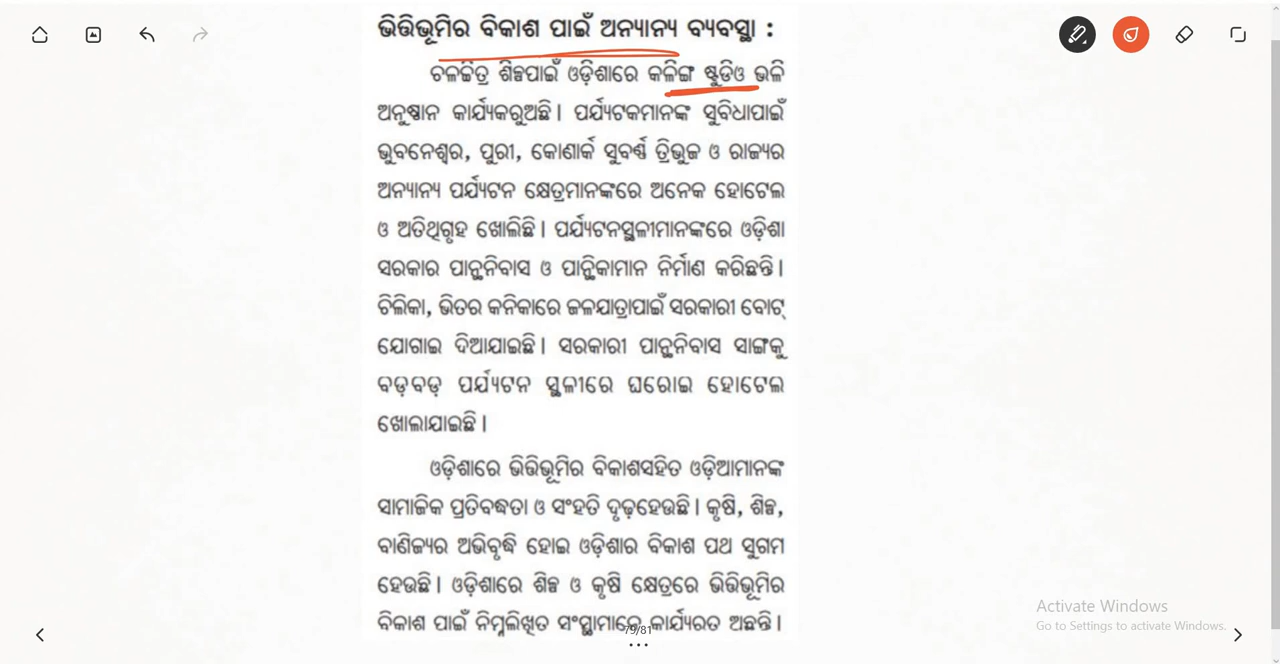 ଭିତ୍ତିଭୂମିର ବିକାଶ ପାଇଁ ଅନ୍ୟାନ୍ୟ ବ୍ୟବସ୍ଥା :
ଚଳଚ୍ଚିତ୍ର ଶିଳ୍ପପାଇଁ ଓଡ଼ିଶାରେ କଳିଙ୍ଗ ଷ୍ଟୁଡିଓ ଭଳି
ଅନୁଷ୍ଠାନ କାର୍ଯ୍ୟକରୁଅଛି। ପର୍ଯ୍ୟଟକମାନଙ୍କ ସୁବିଧାପାଇଁ
ଭୁବନେଶ୍ୱର, ପୁରୀ, କୋଣାର୍କ ସୁବର୍ଣ୍ଣ ତ୍ରିଭୁଜ ଓ ରାଜ୍ୟର
ଅନ୍ୟାନ୍ୟ ପର୍ଯ୍ୟଟନ କ୍ଷେତ୍ରମାନଙ୍କରେ ଅନେକ ହୋଟେଲ
ଓ ଅତିଥିଗୃହ ଖୋଲିଛି। ପର୍ଯ୍ୟଟନସ୍ଥଳୀମାନଙ୍କରେ ଓଡ଼ିଶା
ସରକାର ପାନ୍ଥନିବାସ ଓ ପାନ୍ଥିକାମାନ ନିର୍ମାଣ କରିଛନ୍ତି।
ଚିଲିକା, ଭିତର କନିକାରେ ଜଳଯାତ୍ରାପାଇଁ ସରକାରୀ ବୋଟ୍
ଯୋଗାଇ ଦିଆଯାଇଛି। ସରକାରୀ ପାନ୍ଥନିବାସ ସାଙ୍ଗକୁ
ବଡ଼ବଡ଼ ପର୍ଯ୍ୟଟନ ସ୍ଥଳୀରେ ଘରୋଇ ହୋଟେଲ
ଖୋଲାଯାଇଛି।
ଓଡ଼ିଶାରେ ଭିତ୍ତିଭୂମିର ବିକାଶସହିତ ଓଡ଼ିଆମାନଙ୍କ
ସାମାଜିକ ପ୍ରତିବଦ୍ଧତା ଓ ସଂହତି ଦୃଢ଼ହେଉଛି। କୃଷି, ଶିଳ୍ପ,
ବାଣିଜ୍ୟର ଅଭିବୃଦ୍ଧି ହୋଇ ଓଡ଼ିଶାର ବିକାଶ ପଥ ସୁଗମ
ହେଉଛି। ଓଡ଼ିଶାରେ ଶିଳ୍ପ ଓ କୃଷି କ୍ଷେତ୍ରରେ ଭିତ୍ତିଭୂମିର
ବିକାଶ ପାଇଁ ନିମ୍ନଲିଖିତ ସଂସ୍ଥାମାନେ କାର୍ଯ୍ୟରତ ଅଛନ୍ତି।
79/81
Activate Windows
Go to Settings to activate Windows.